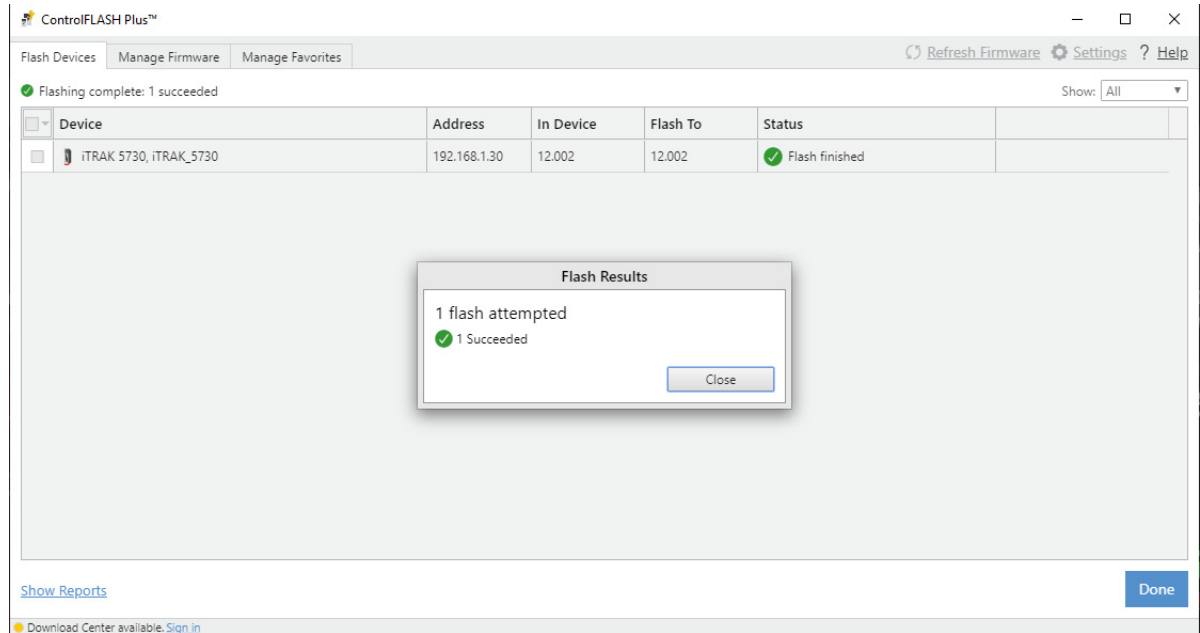 ControlFLASH Plus™
Flash Devices Manage Firmware Manage Favorites Refresh Firmware Settings ? Help
Flashing complete: 1 succeeded Show: All
Device Address In Device Flash To Status
iTRAK 5730, iTRAK_5730 192.168.1.30 12.002 12.002 Flash finished
Flash Results
1 flash attempted
1 Succeeded
Close
Show Reports Done
Download Center available. Sign in